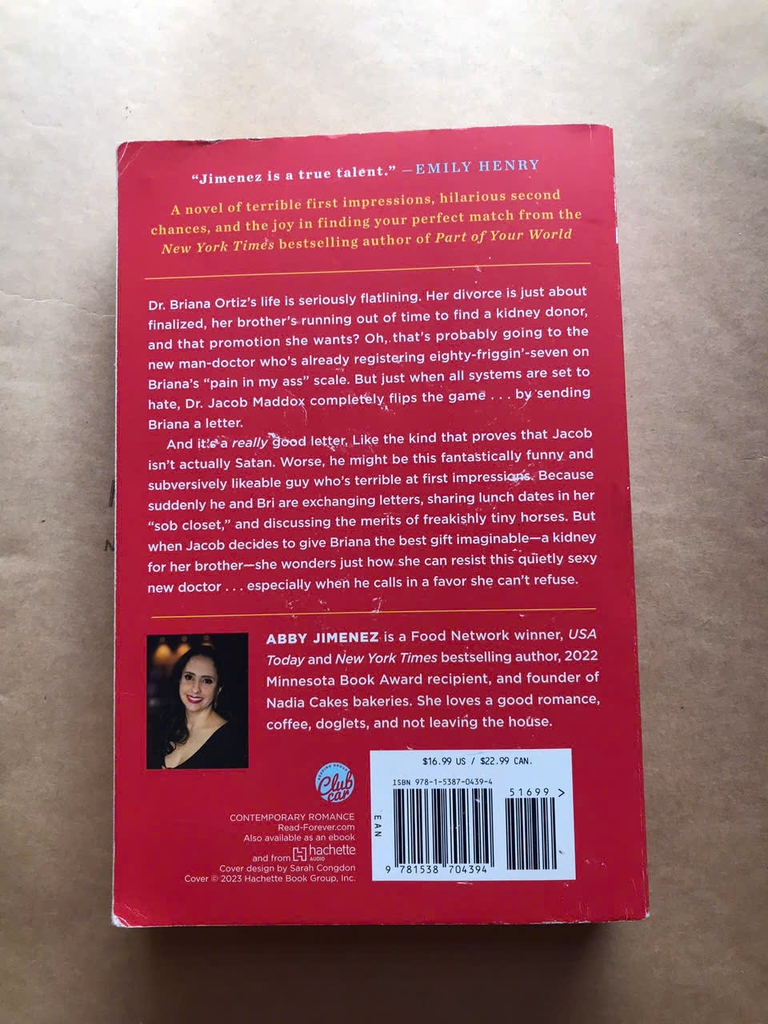 “Jimenez is a true talent.” —EMILY HENRY
A novel of terrible first impressions, hilarious second
chances, and the joy in finding your perfect match from the
New York Times bestselling author of Part of Your World
Dr. Briana Ortiz’s life is seriously flatlining. Her divorce is just about
finalized, her brother’s running out of time to find a kidney donor,
and that promotion she wants? Oh, that’s probably going to the
new man-doctor who’s already registering eighty-friggin’-seven on
Briana’s “pain in my ass” scale. But just when all systems are set to
hate, Dr. Jacob Maddox completely flips the game . . . by sending
Briana a letter.
And it’s a really good letter. Like the kind that proves that Jacob
isn’t actually Satan. Worse, he might be this fantastically funny and
subversively likeable guy who’s terrible at first impressions. Because
suddenly he and Bri are exchanging letters, sharing lunch dates in her
“sob closet,” and discussing the merits of freakishly tiny horses. But
when Jacob decides to give Briana the best gift imaginable—a kidney
for her brother—she wonders just how she can resist this quietly sexy
new doctor . . . especially when he calls in a favor she can’t refuse.
ABBY JIMENEZ is a Food Network winner, USA
Today and New York Times bestselling author, 2022
Minnesota Book Award recipient, and founder of
Nadia Cakes bakeries. She loves a good romance,
coffee, doglets, and not leaving the house.
Club
car
CONTEMPORARY ROMANCE
Read-Forever.com
Also available as an ebook
and from hachette
AUDIO
Cover design by Sarah Congdon
Cover © 2023 Hachette Book Group, Inc.
$16.99 US / $22.99 CAN.
ISBN 978-1-5387-0439-4
51699 >
EAN
9 781538 704394